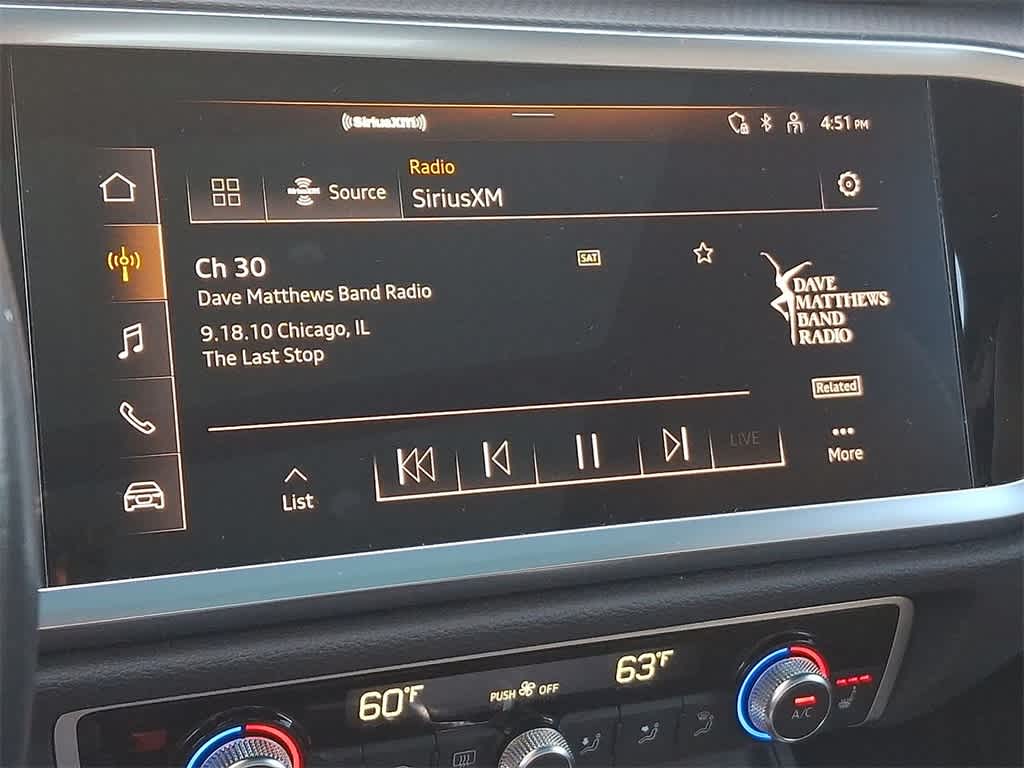 ((SiriusXM))
4:51 PM
SiriusXM
Source
Radio
SiriusXM
Ch 30
SAT
Dave Matthews Band Radio
9.18.10 Chicago, IL
The Last Stop
DAVE
MATTHEWS
BAND
RADIO
Related
List
LIVE
More
60°F
PUSH OFF
63°F
A/C